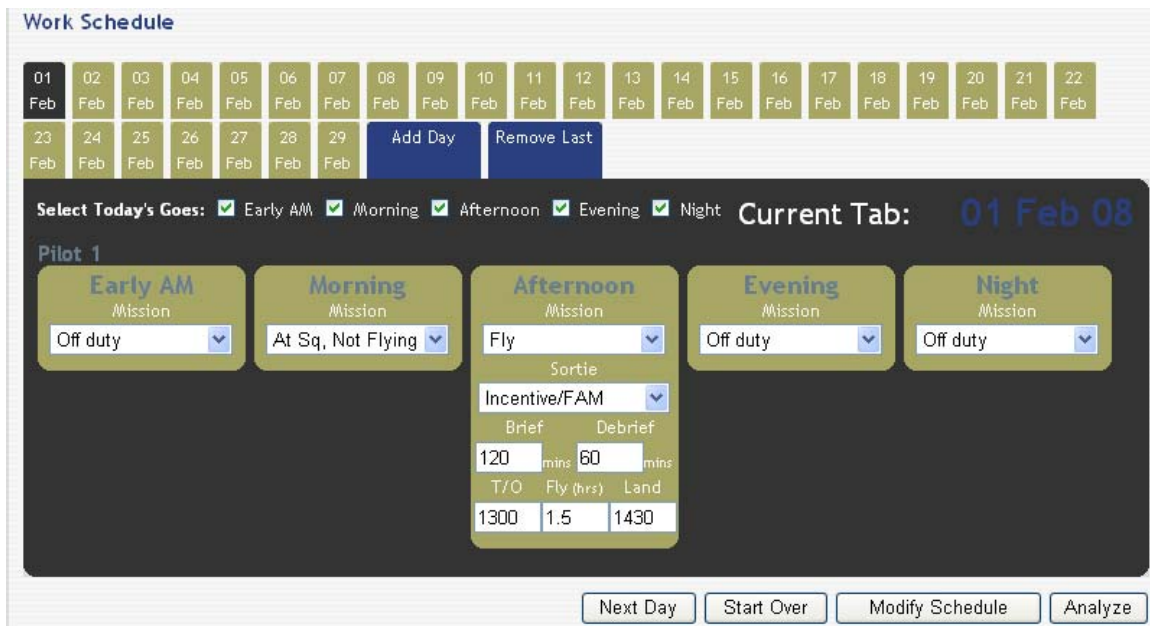 Work Schedule
01 02 03 04 05 06 07 08 09 10 11 12 13 14 15 16 17 18 19 20 21 22
Feb Feb Feb Feb Feb Feb Feb Feb Feb Feb Feb Feb Feb Feb Feb Feb Feb Feb Feb Feb Feb Feb
23 24 25 26 27 28 29 Add Day Remove Last
Feb Feb Feb Feb Feb Feb Feb
Select Today's Goes: Early AM Morning Afternoon Evening Night Current Tab: 01 Feb 08
Pilot 1
Early AM Morning Afternoon Evening Night
Mission Mission Mission Mission Mission
Off duty At Sq, Not Flying Fly Off duty Off duty
Sortie
Incentive/FAM
Brief Debrief
120 mins 60 mins
T/O Fly (hrs) Land
1300 1.5 1430
Next Day Start Over Modify Schedule Analyze